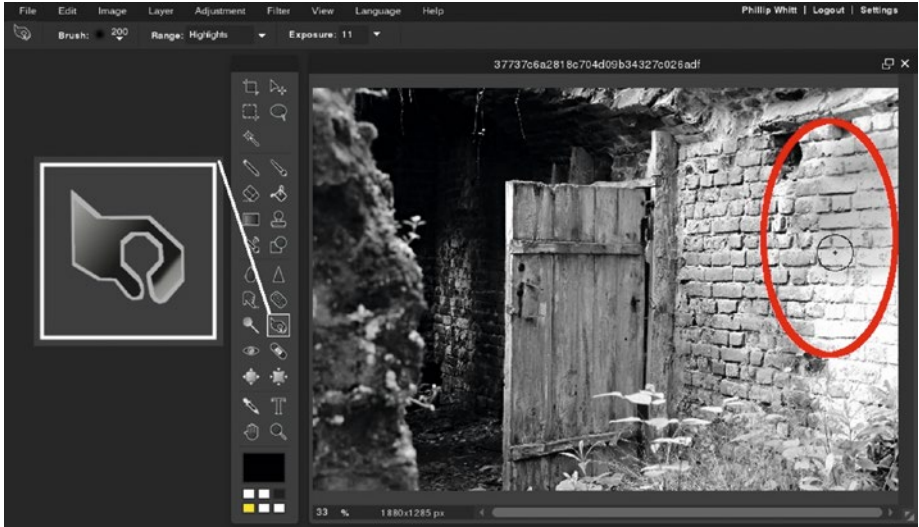 File Edit Image Layer Adjustment Filter View Language Help Phillip Whitt | Logout | Settings
Brush: 200 Range: Highlights Exposure: 11
37737c6a2818c704d09b34327c026adf
33 % 1880x1285 px